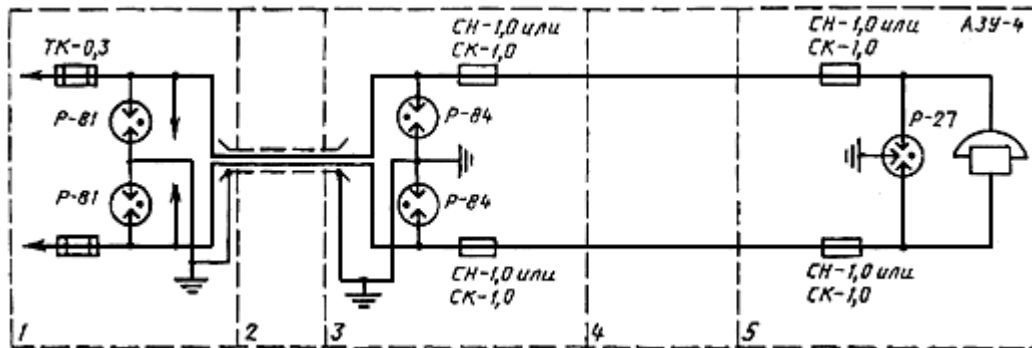 ТК-0,3
Р-81
Р-81
СН-1,0 или
СК-1,0
Р-84
Р-84
СН-1,0 или
СК-1,0
СН-1,0 или
СК-1,0
АЗУ-4
Р-27
СН-1,0 или
СК-1,0
1
2
3
4
5